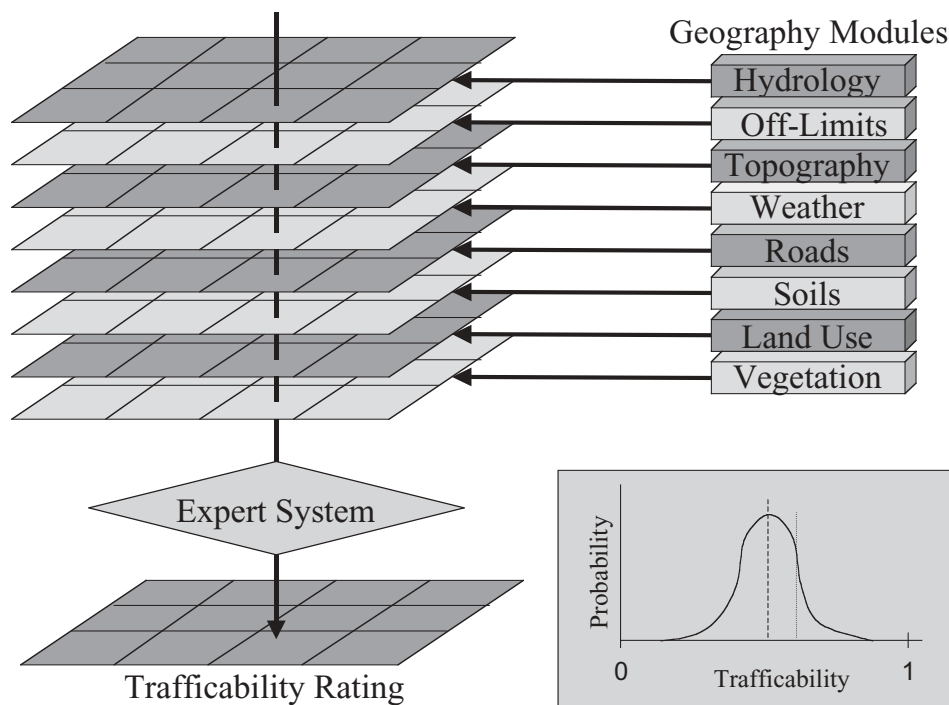 Geography Modules
Hydrology
Off-Limits
Topography
Weather
Roads
Soils
Land Use
Vegetation
Expert System
Trafficability Rating
Probability
0
Trafficability
1